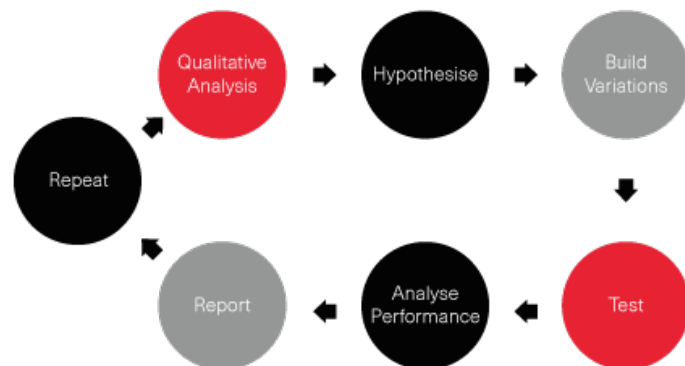 Qualitative
Analysis
Hypothesise
Build
Variations
Repeat
Report
Analyse
Performance
Test